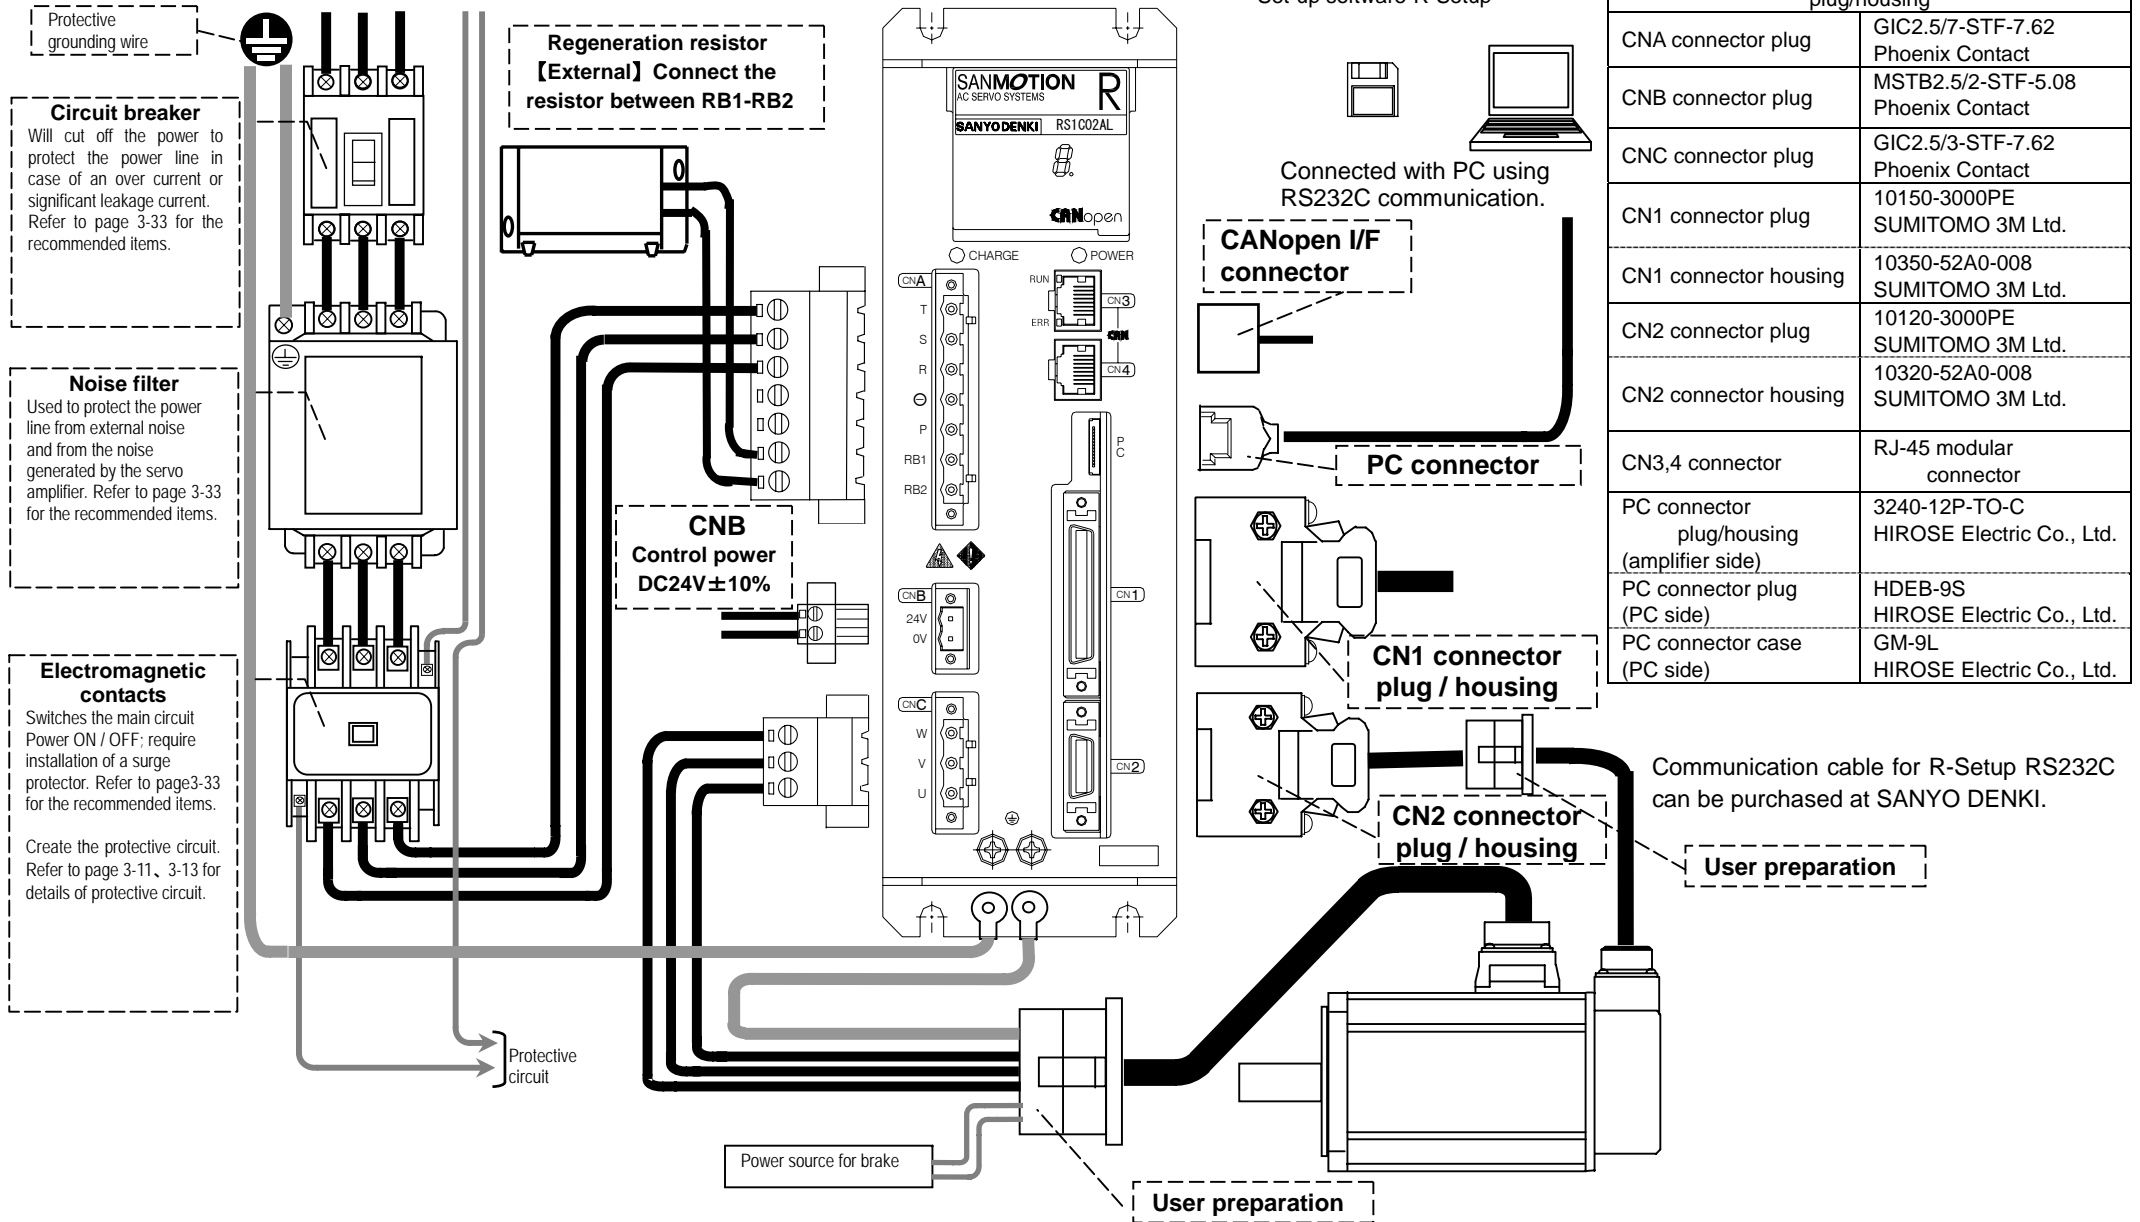 Protective
grounding wire
Circuit breaker
Will cut off the power to
protect the power line in
case of an over current or
significant leakage current.
Refer to page 3-33 for the
recommended items.
Noise filter
Used to protect the power
line from external noise
and from the noise
generated by the servo
amplifier. Refer to page 3-33
for the recommended items.
Electromagnetic
contacts
Switches the main circuit
Power ON / OFF; require
installation of a surge
protector. Refer to page3-33
for the recommended items.
Create the protective circuit.
Refer to page 3-11、3-13 for
details of protective circuit.
Protective
circuit
Regeneration resistor
【External】Connect the
resistor between RB1-RB2
CNB
Control power
DC24V±10%
Power source for brake
User preparation
SANMOTION R
AC SERVO SYSTEMS
SANYODENKI RS1C02AL
8.
CANopen
CHARGE
POWER
CNA
T
S
R
⊖
P
RB1
RB2
RUN
ERR
CN3
CAN
CN4
P
C
CNB
24V
0V
CN1
CNC
W
V
U
CN2
Set-up software R-Setup
Connected with PC using
RS232C communication.
CANopen I/F
connector
PC connector
CN1 connector
plug / housing
CN2 connector
plug / housing
User preparation
Communication cable for R-Setup RS232C
can be purchased at SANYO DENKI.
plug/housing
CNA connector plug
GIC2.5/7-STF-7.62
Phoenix Contact
CNB connector plug
MSTB2.5/2-STF-5.08
Phoenix Contact
CNC connector plug
GIC2.5/3-STF-7.62
Phoenix Contact
CN1 connector plug
10150-3000PE
SUMITOMO 3M Ltd.
CN1 connector housing
10350-52A0-008
SUMITOMO 3M Ltd.
CN2 connector plug
10120-3000PE
SUMITOMO 3M Ltd.
CN2 connector housing
10320-52A0-008
SUMITOMO 3M Ltd.
CN3,4 connector
RJ-45 modular
connector
PC connector
plug/housing
(amplifier side)
3240-12P-TO-C
HIROSE Electric Co., Ltd.
PC connector plug
(PC side)
HDEB-9S
HIROSE Electric Co., Ltd.
PC connector case
(PC side)
GM-9L
HIROSE Electric Co., Ltd.